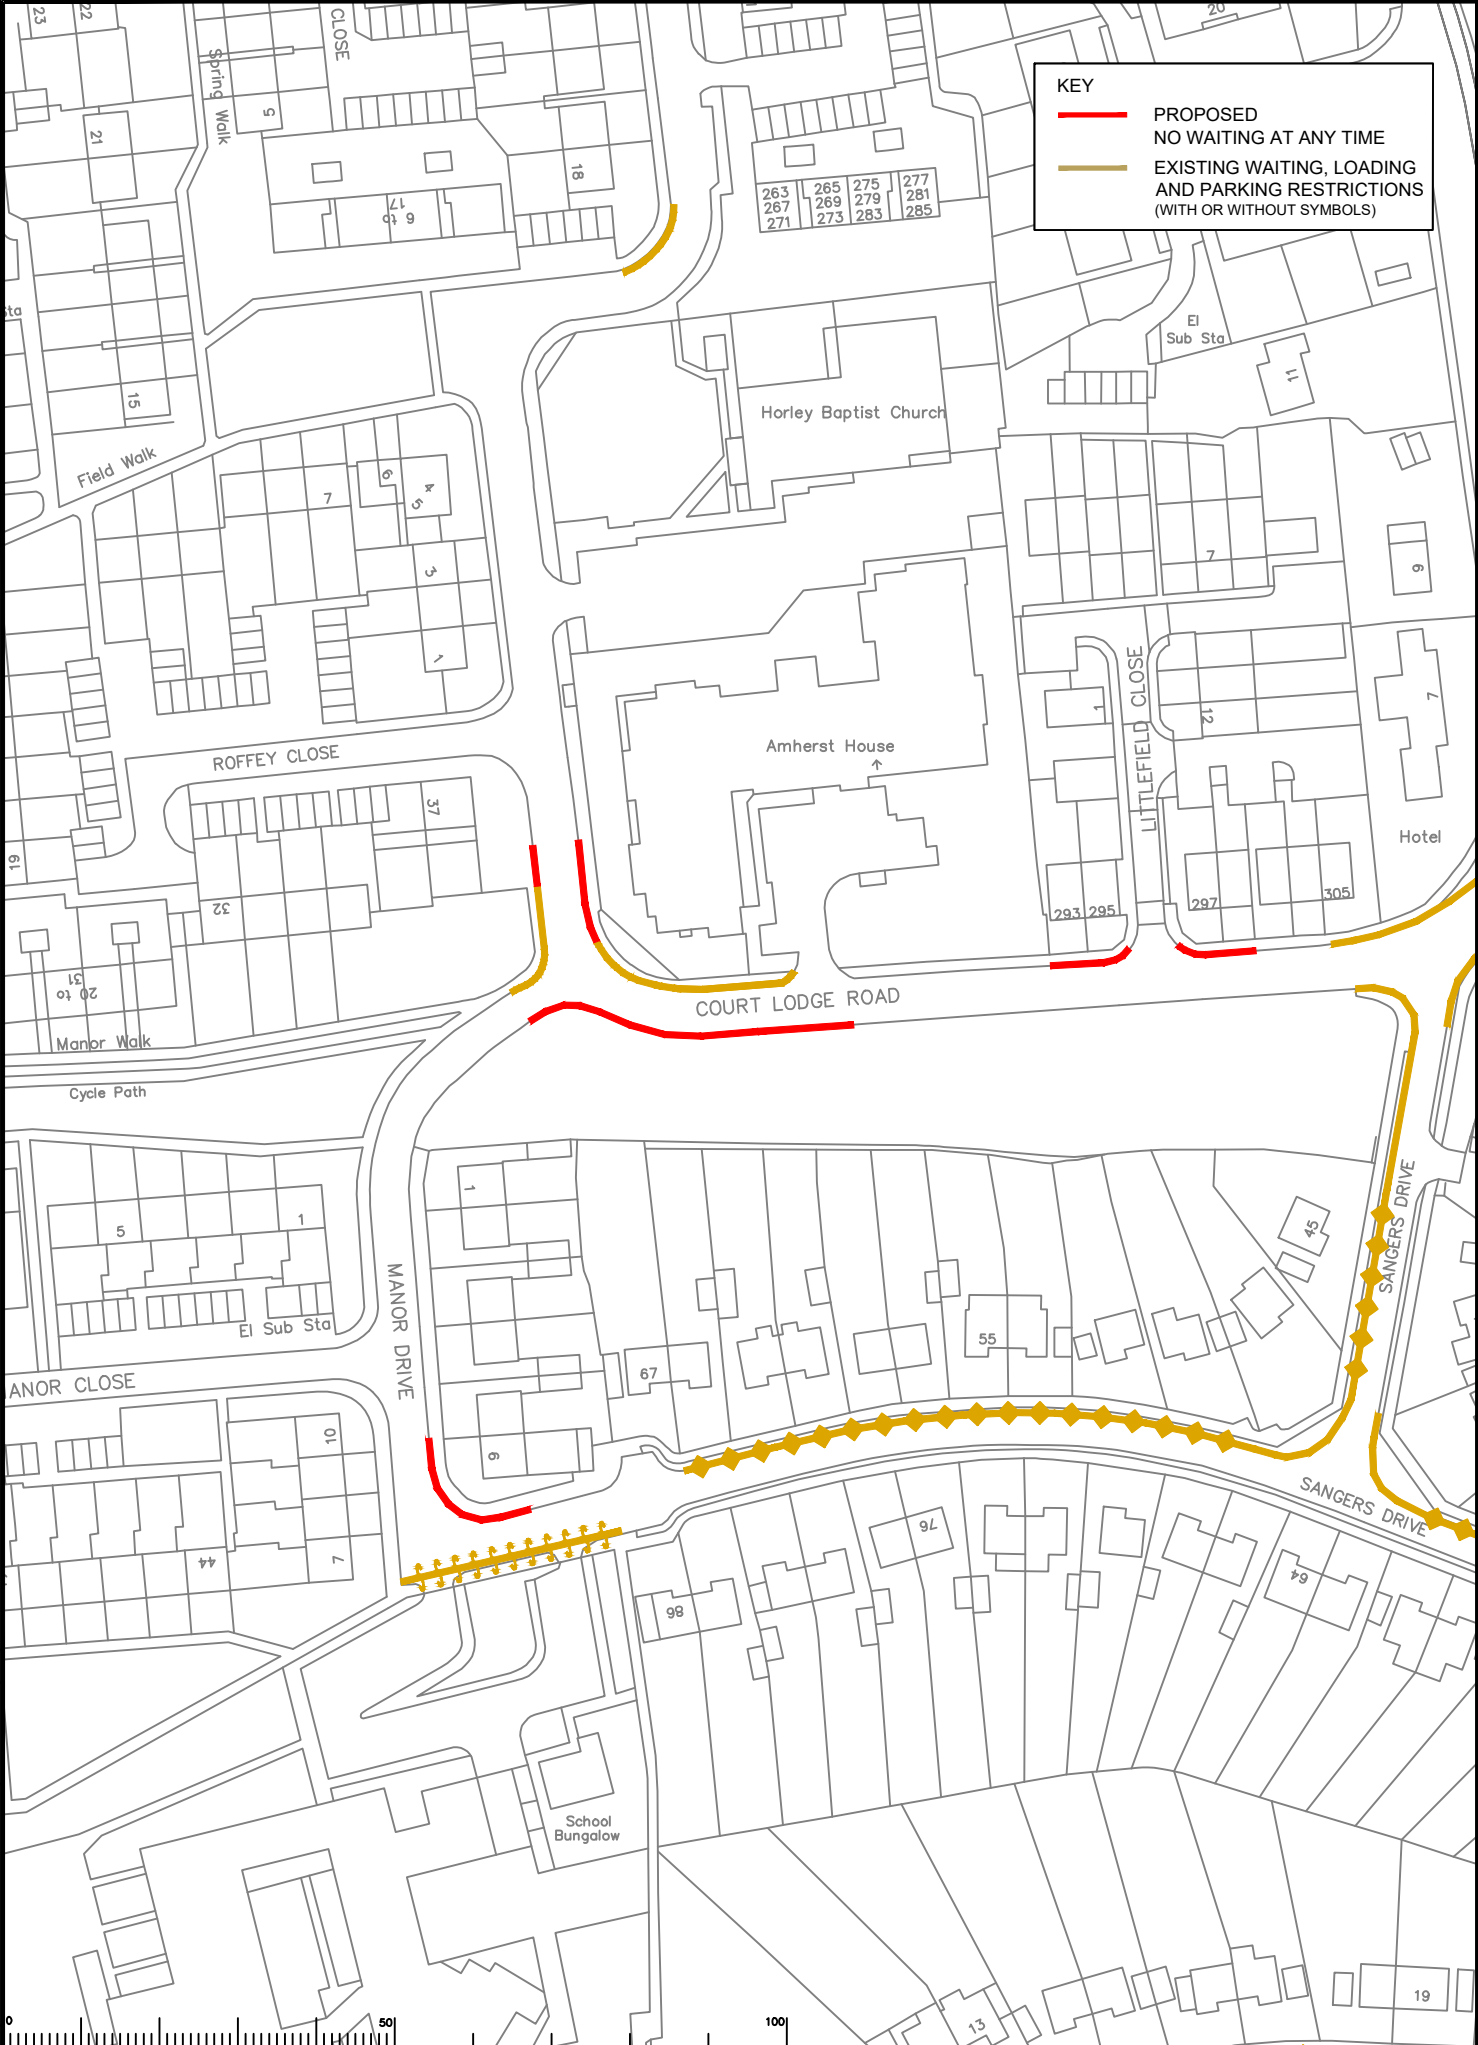 23
22
CLOSE
20
Spring Walk
5
21
18
6 to
17
KEY
PROPOSED
NO WAITING AT ANY TIME
EXISTING WAITING, LOADING
AND PARKING RESTRICTIONS
(WITH OR WITHOUT SYMBOLS)
263 265 275 277
267 269 279 281
271 273 283 285
Sta
El
Sub Sta
11
15
Horley Baptist Church
Field Walk
7
6
4
5
3
1
7
9
LITTLEFIELD CLOSE
1
12
7
ROFFEY CLOSE
Amherst House
37
Hotel
19
32
293 295
297
305
20 to
31
COURT LODGE ROAD
Manor Walk
Cycle Path
1
5
1
MANOR DRIVE
El Sub Sta
45
SANGERS DRIVE
55
67
ANOR CLOSE
10
9
SANGERS DRIVE
76
44
7
86
64
School
Bungalow
13
19
0
50
100